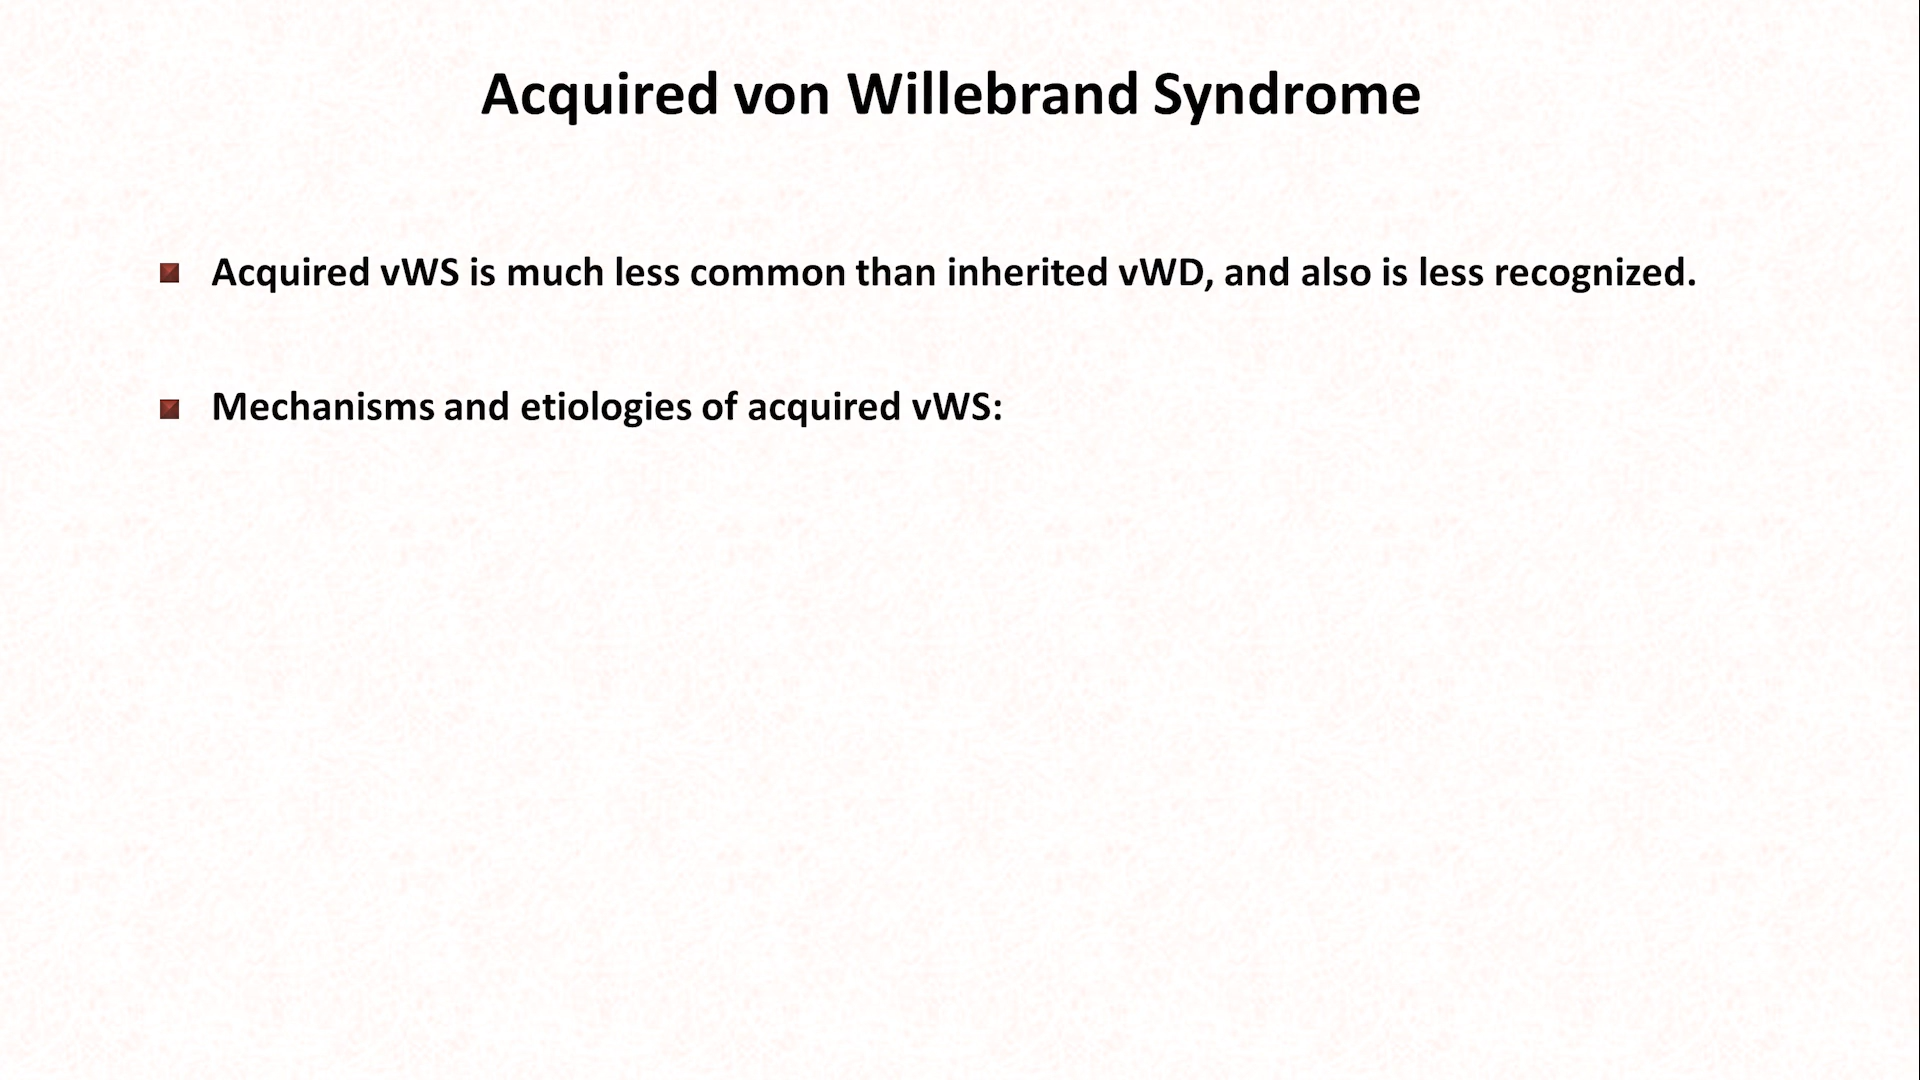 Acquired von Willebrand Syndrome
Acquired vWS is much less common than inherited vWD, and also is less recognized.
Mechanisms and etiologies of acquired vWS: